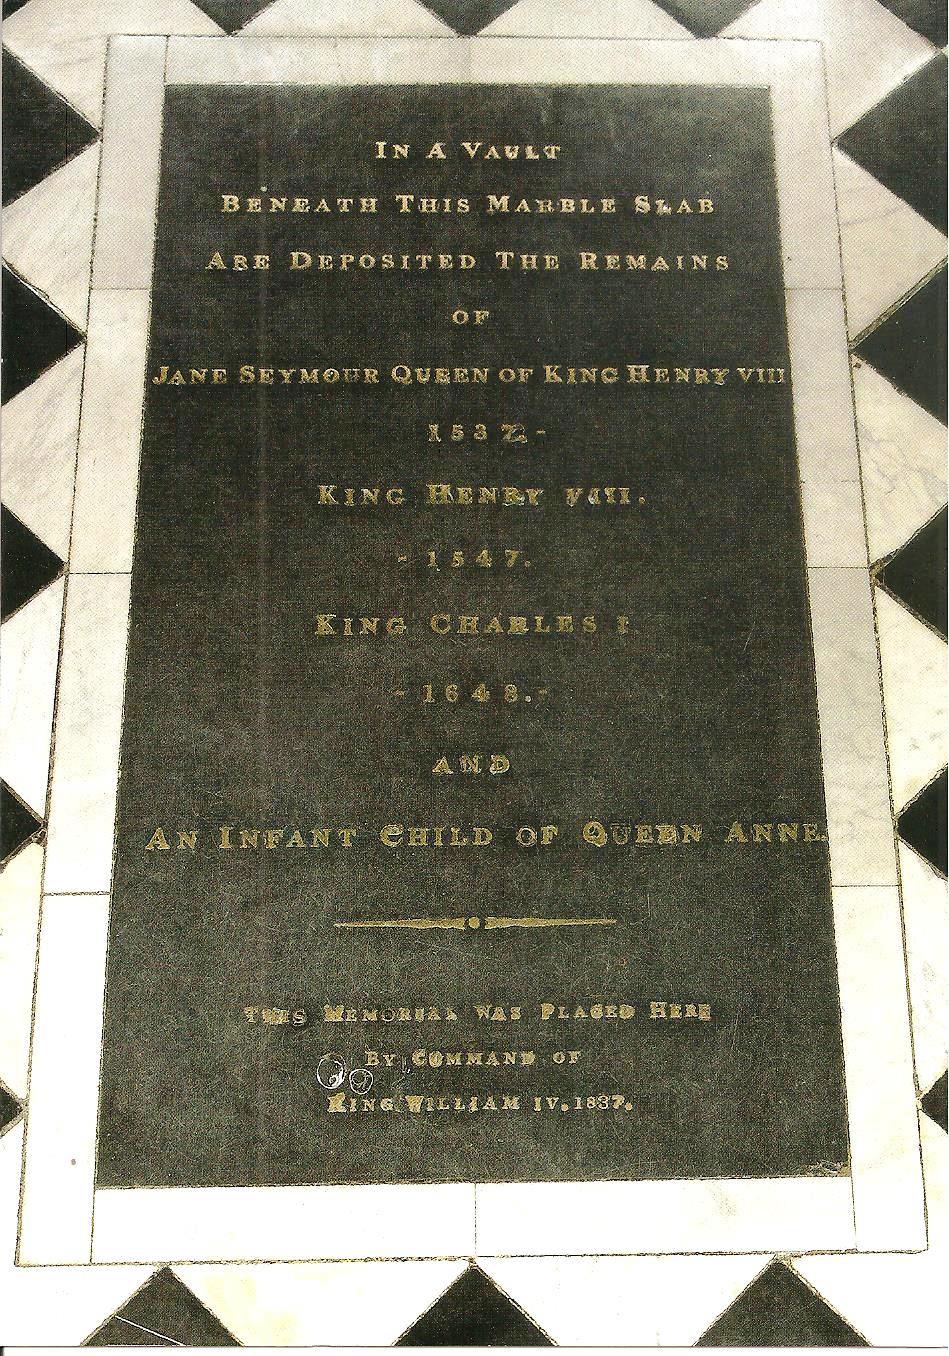 IN A VAULT
BENEATH THIS MARBLE SLAB
ARE DEPOSITED THE REMAINS
OF
JANE SEYMOUR QUEEN OF KING HENRY VIII
1537.-
KING HENRY VIII.
- 1547.
KING CHARLES I.
- 1648.-
AND
AN INFANT CHILD OF QUEEN ANNE.
THIS MEMORIAL WAS PLACED HERE
BY COMMAND OF
KING WILLIAM IV. 1837.